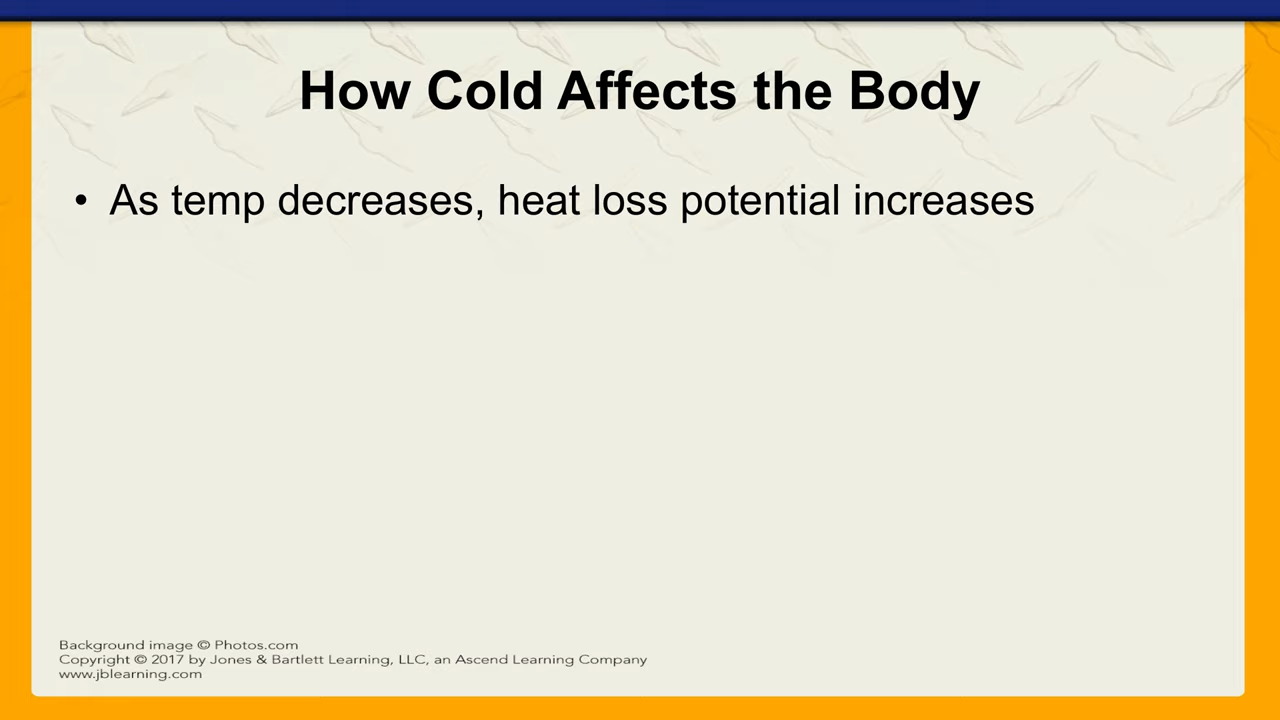 How Cold Affects the Body
• As temp decreases, heat loss potential increases
Background image © Photos.com
Copyright © 2017 by Jones & Bartlett Learning, LLC, an Ascend Learning Company
www.jblearning.com